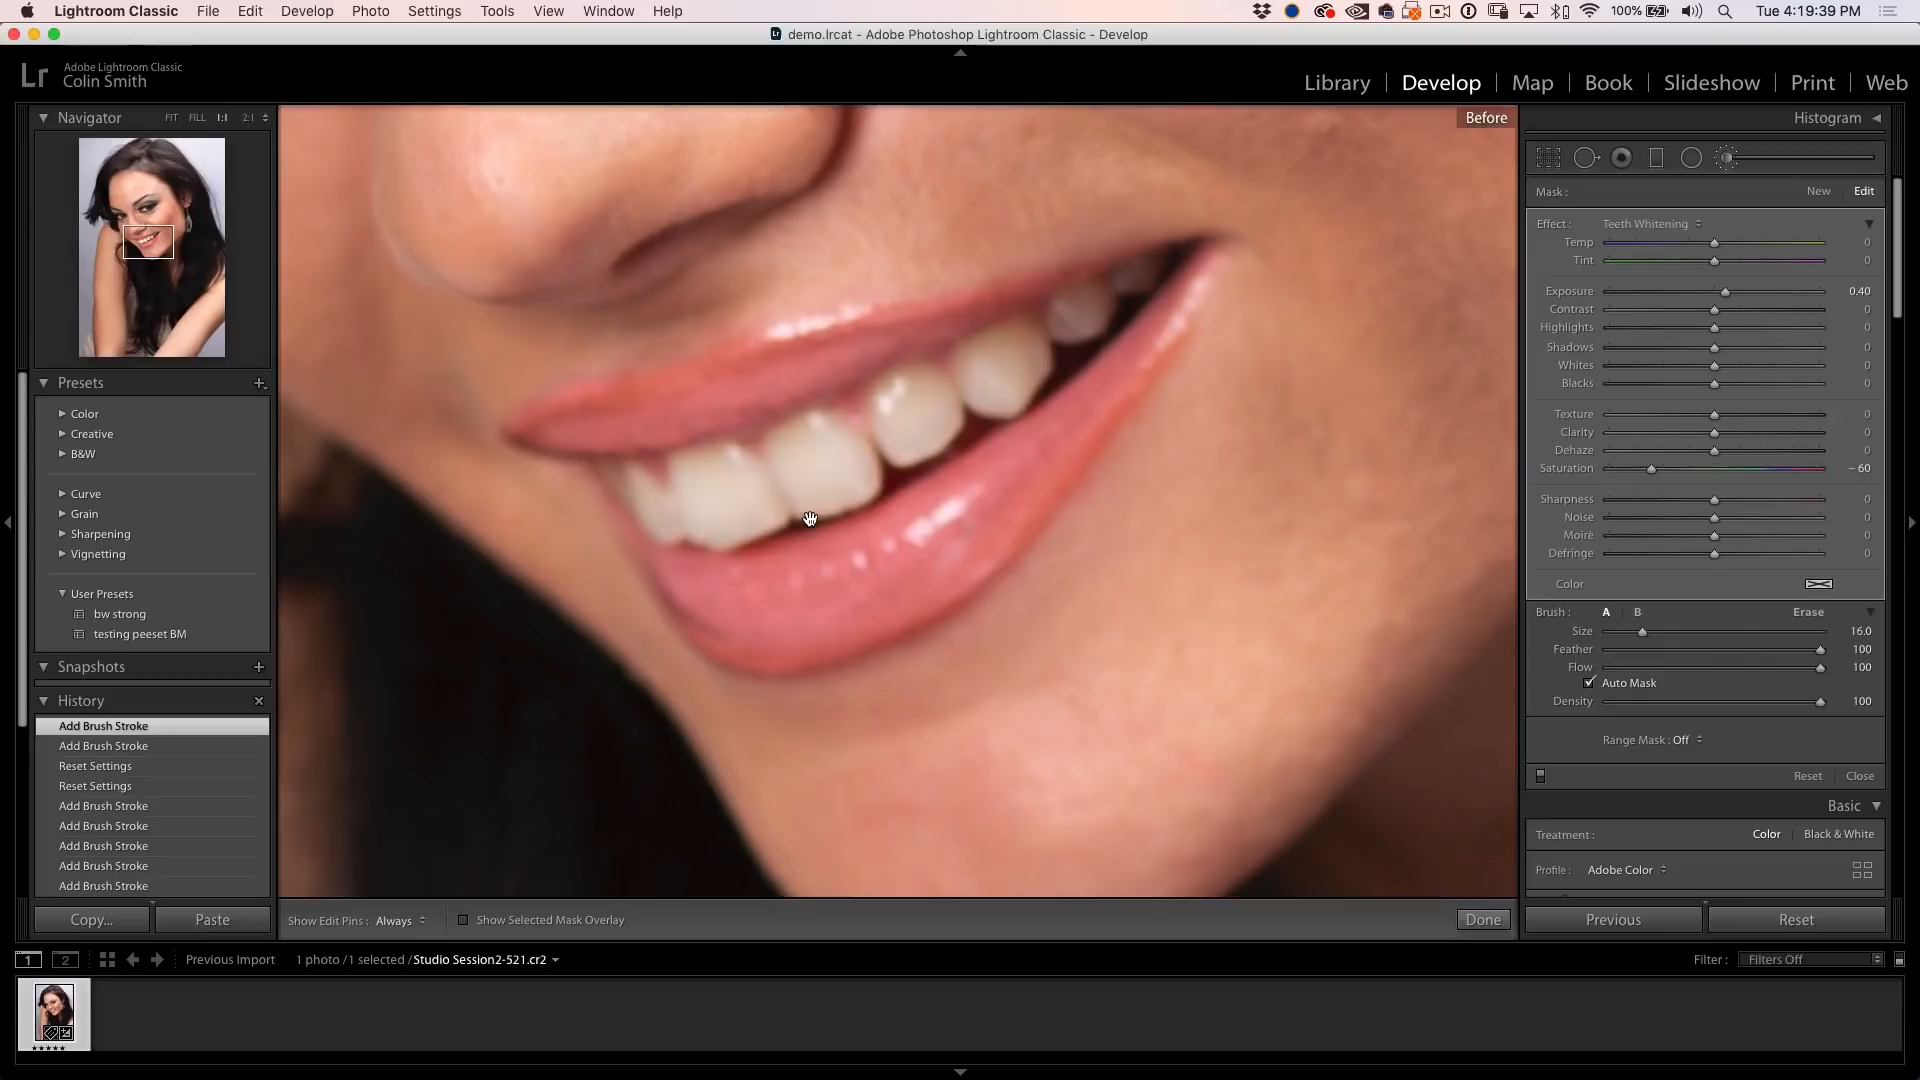 Lightroom Classic File Edit Develop Photo Settings Tools View Window Help 100% Tue 4:19:39 PM
demo.lrcat - Adobe Photoshop Lightroom Classic - Develop
Lr Adobe Lightroom Classic
Colin Smith
Library | Develop | Map | Book | Slideshow | Print | Web
Navigator FIT FILL 1:1 2:1
Before
Histogram
Mask : New Edit
Effect : Teeth Whitening
Temp 0
Tint 0
Exposure 0.40
Contrast 0
Highlights 0
Shadows 0
Whites 0
Blacks 0
Texture 0
Clarity 0
Dehaze 0
Saturation – 60
Sharpness 0
Noise 0
Moiré 0
Defringe 0
Color
Brush : A B Erase
Size 16.0
Feather 100
Flow 100
Auto Mask
Density 100
Range Mask : Off
Reset Close
Basic
Treatment : Color Black & White
Profile : Adobe Color
Previous Reset
Presets
Color
Creative
B&W
Curve
Grain
Sharpening
Vignetting
User Presets
bw strong
testing peeset BM
Snapshots
History
Add Brush Stroke
Add Brush Stroke
Reset Settings
Reset Settings
Add Brush Stroke
Add Brush Stroke
Add Brush Stroke
Add Brush Stroke
Add Brush Stroke
Copy... Paste
Show Edit Pins : Always Show Selected Mask Overlay Done
1 2 Previous Import 1 photo / 1 selected / Studio Session2-521.cr2 Filter : Filters Off